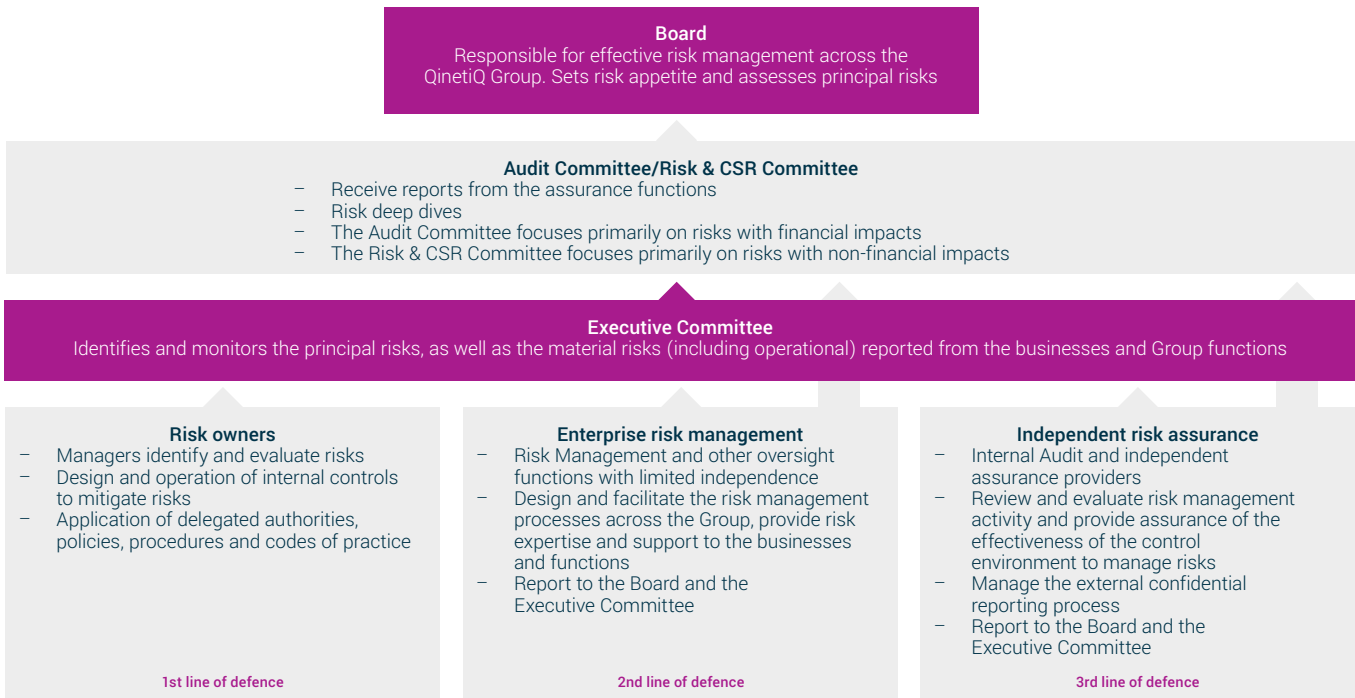 Board
Responsible for effective risk management across the
QinetiQ Group. Sets risk appetite and assesses principal risks
Audit Committee/Risk & CSR Committee
– Receive reports from the assurance functions
– Risk deep dives
– The Audit Committee focuses primarily on risks with financial impacts
– The Risk & CSR Committee focuses primarily on risks with non-financial impacts
Executive Committee
Identifies and monitors the principal risks, as well as the material risks (including operational) reported from the businesses and Group functions
Risk owners
– Managers identify and evaluate risks
– Design and operation of internal controls
to mitigate risks
– Application of delegated authorities,
policies, procedures and codes of practice
1st line of defence
Enterprise risk management
– Risk Management and other oversight
functions with limited independence
– Design and facilitate the risk management
processes across the Group, provide risk
expertise and support to the businesses
and functions
– Report to the Board and the
Executive Committee
2nd line of defence
Independent risk assurance
– Internal Audit and independent
assurance providers
– Review and evaluate risk management
activity and provide assurance of the
effectiveness of the control
environment to manage risks
– Manage the external confidential
reporting process
– Report to the Board and the
Executive Committee
3rd line of defence